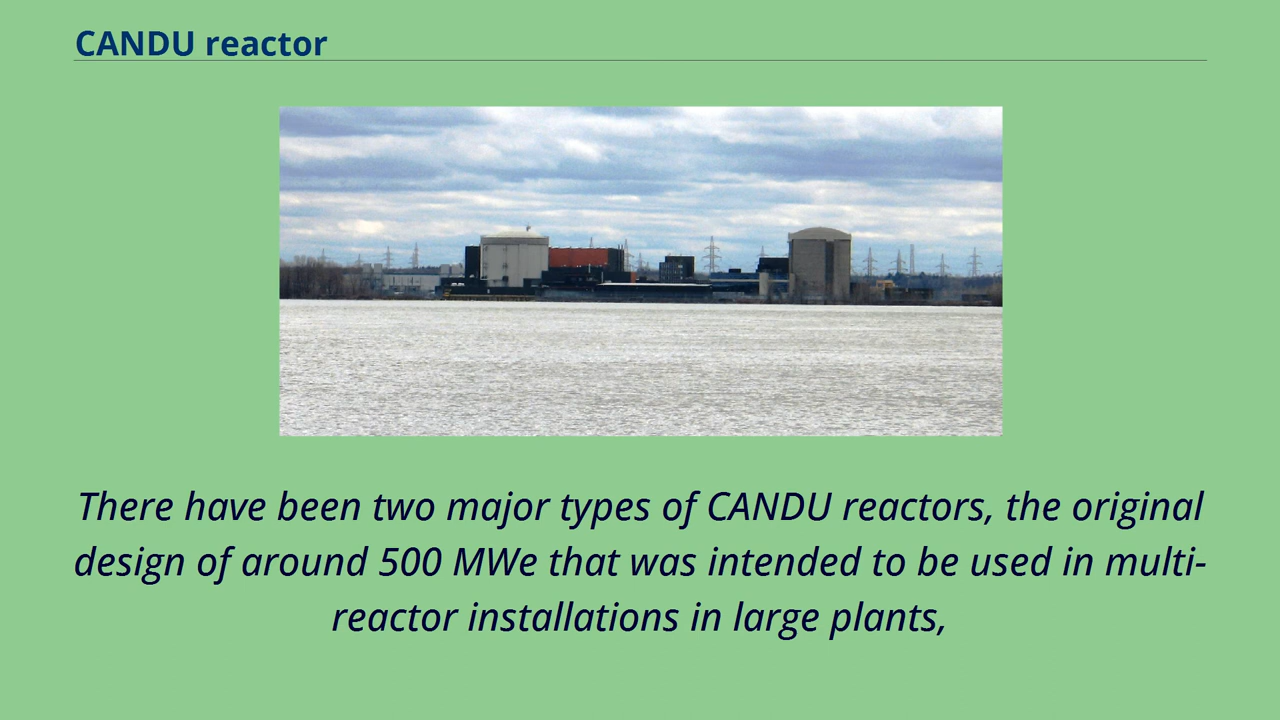 CANDU reactor
There have been two major types of CANDU reactors, the original
design of around 500 MWe that was intended to be used in multi-
reactor installations in large plants,